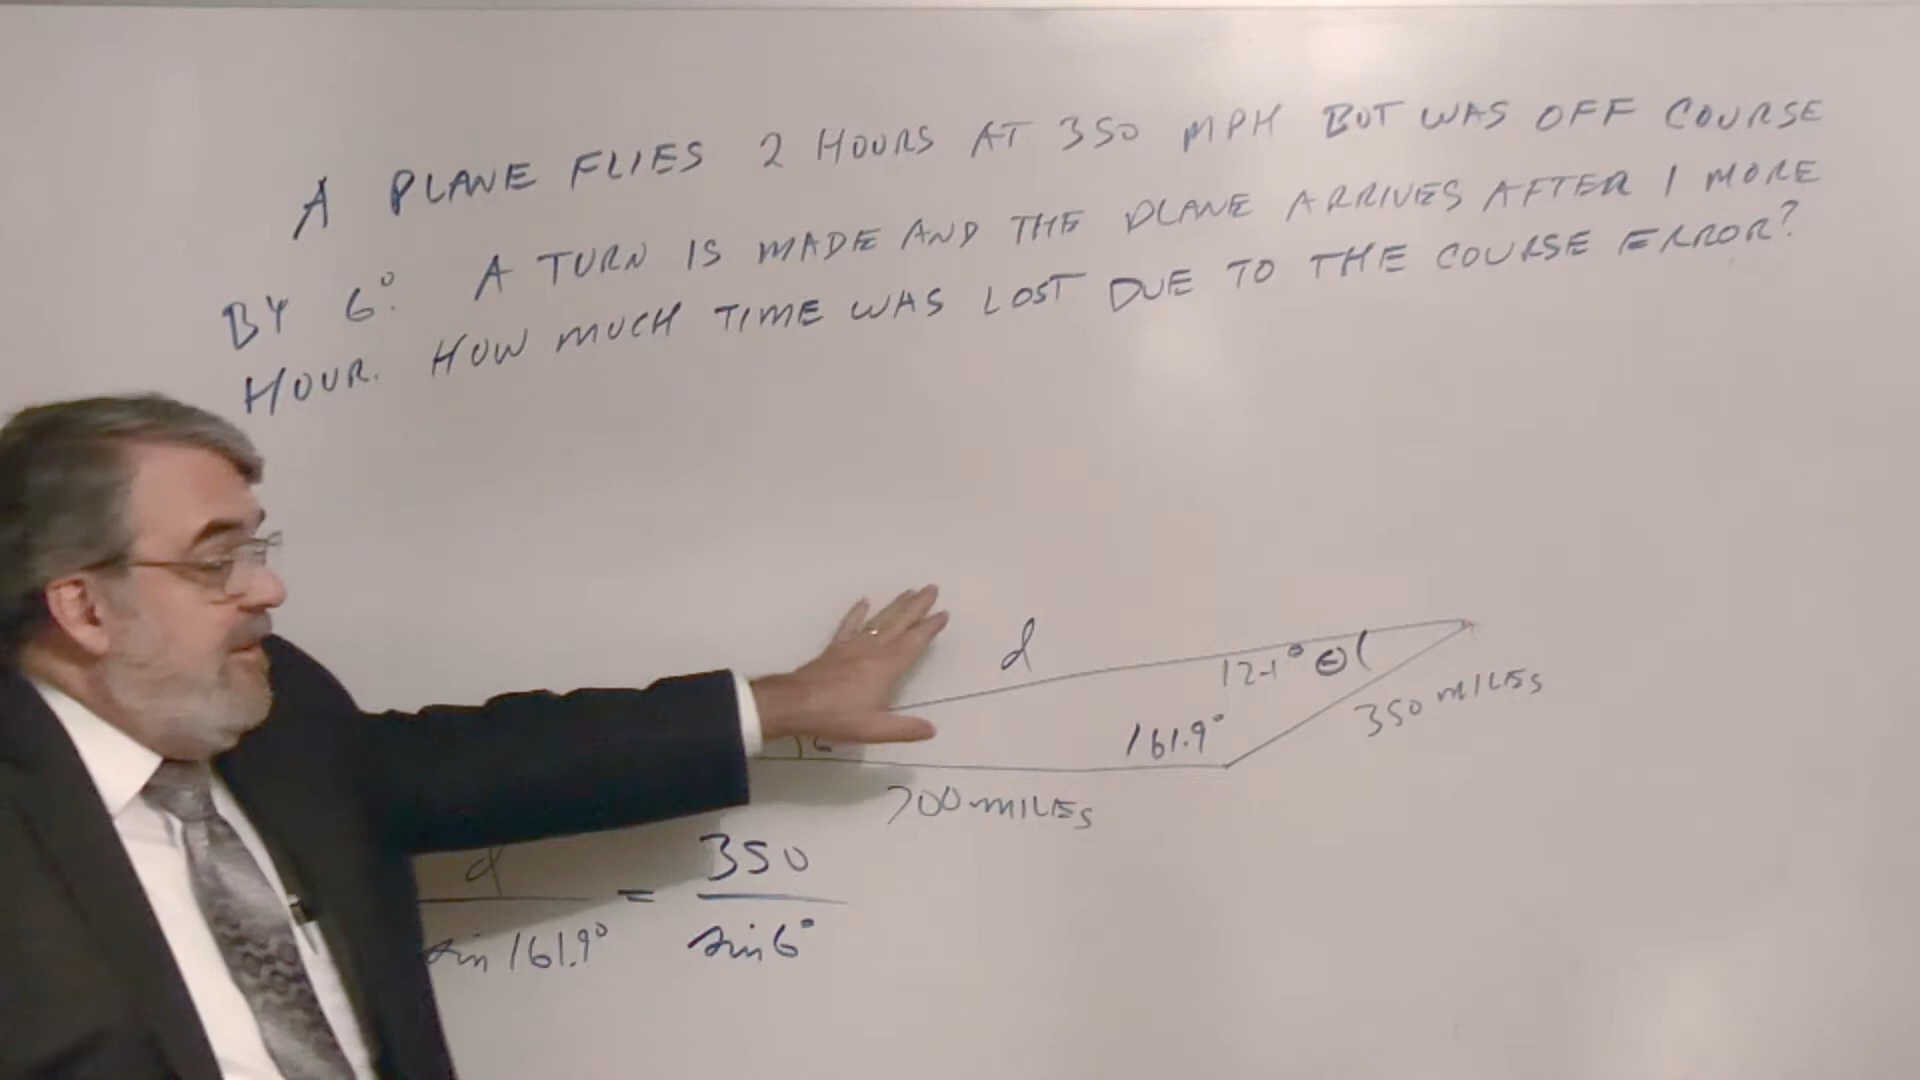 A PLANE FLIES 2 HOURS AT 350 MPH BUT WAS OFF COURSE
BY 6°. A TURN IS MADE AND THE PLANE ARRIVES AFTER 1 MORE
HOUR. HOW MUCH TIME WAS LOST DUE TO THE COURSE ERROR?
d
12.1° Θ
350 MILES
161.9°
6
700 MILES
d = 350
sin 161.9° sin 6°